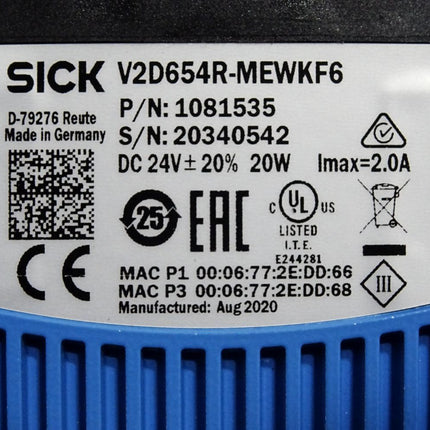 SICK V2D654R-MEWKF6
D-79276 Reute P/N: 1081535
Made in Germany S/N: 20340542
DC 24V ± 20% 20W Imax=2.0A
25 EAC C UL US
LISTED
I.T.E.
E244281
CE
MAC P1 00:06:77:2E:DD:66
MAC P3 00:06:77:2E:DD:68
III
Manufactured: Aug 2020